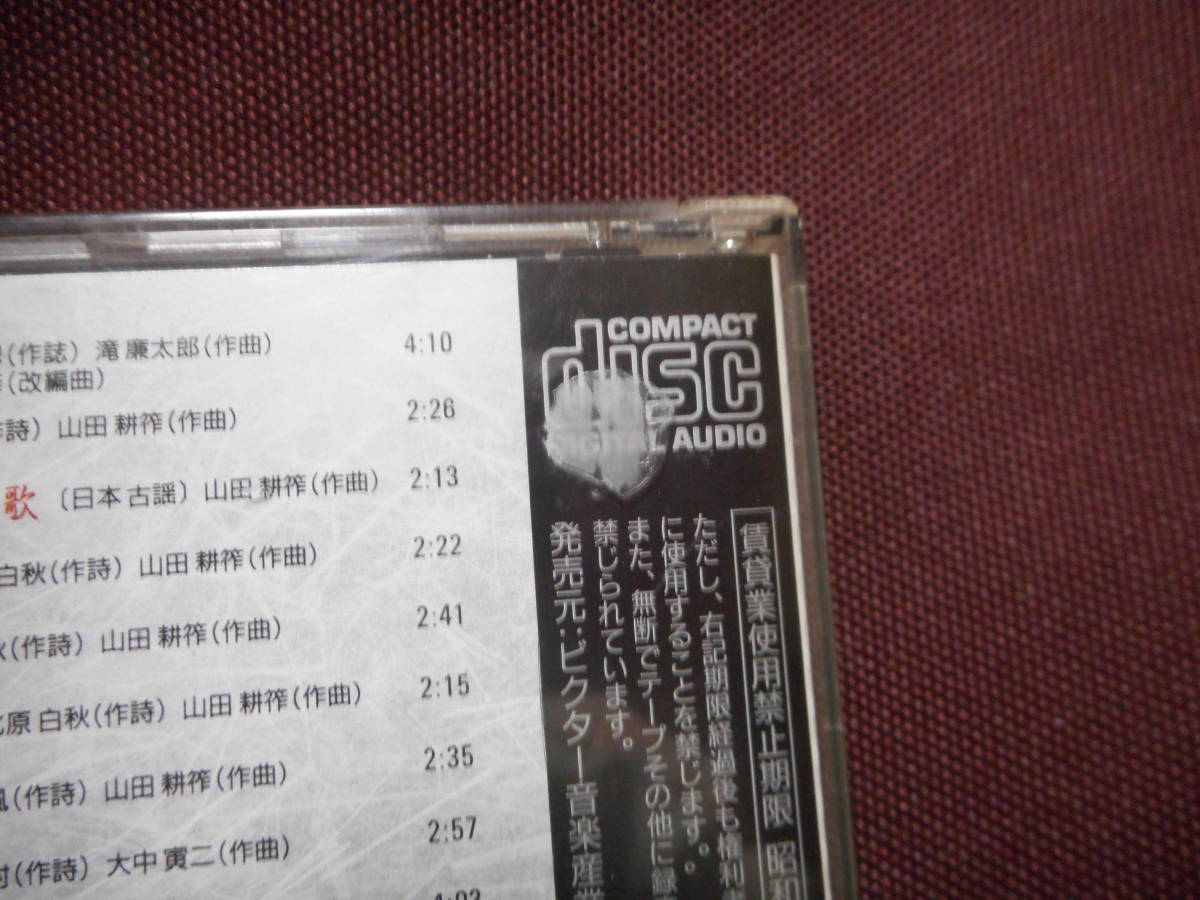 (作誌) 滝 廉太郎(作曲) 4:10
(改編曲)
詩) 山田 耕筰(作曲) 2:26
歌 (日本 古謡) 山田 耕筰(作曲) 2:13
白秋(作詩) 山田 耕筰(作曲) 2:22
(作詩) 山田 耕筰(作曲) 2:41
原 白秋(作詩) 山田 耕筰(作曲) 2:15
風(作詩) 山田 耕筰(作曲) 2:35
村(作詩) 大中 寅二(作曲) 2:57
4:03
COMPACT
disc
DIGITAL AUDIO
賃貸業使用禁止期限 昭和
ただし、右記期限経過後も権利
に使用することを禁じます。
また、無断でテープその他に録
禁じられています。
発売元:ビクター音楽産業